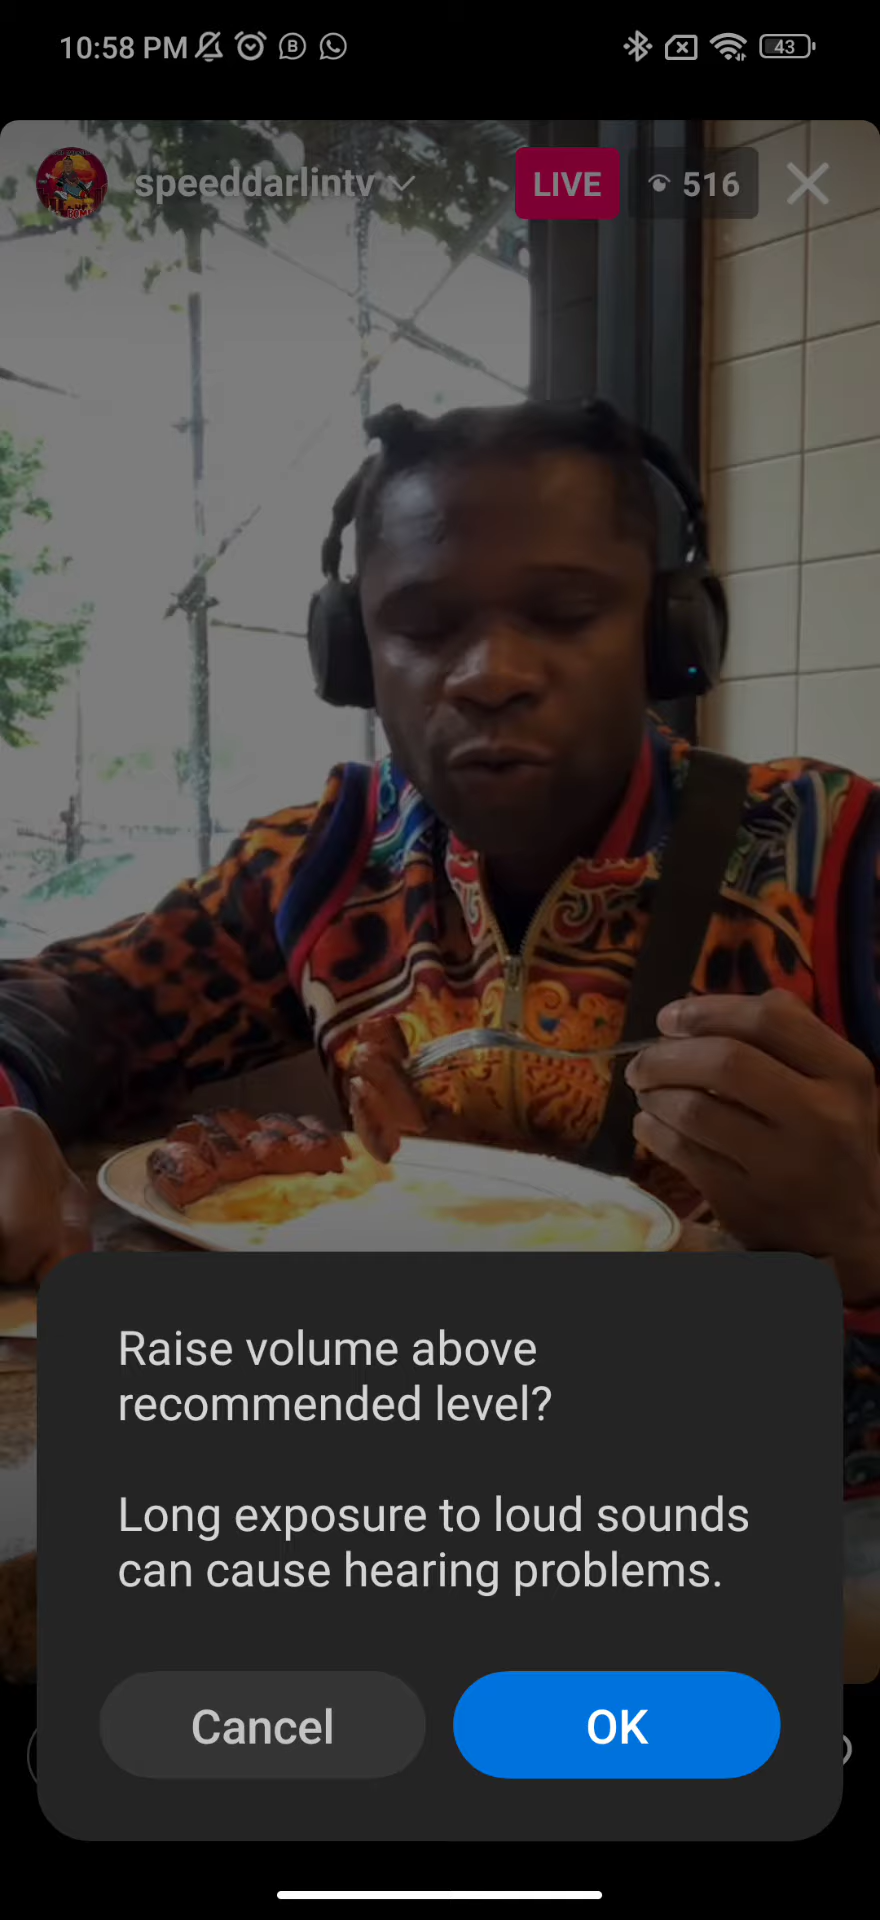 10:58 PM
43
speeddarlintv
LIVE
516
Raise volume above
recommended level?
Long exposure to loud sounds
can cause hearing problems.
Cancel
OK